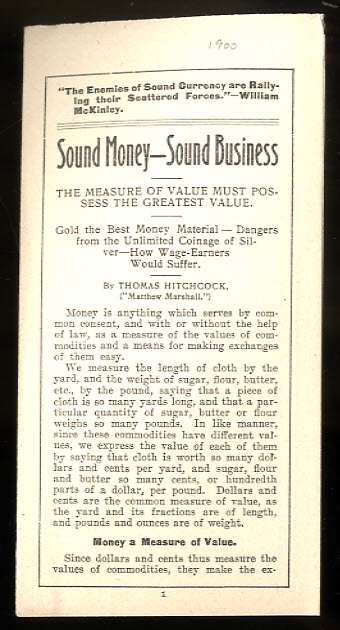 1900
"The Enemies of Sound Currency are Rally-
ing their Scattered Forces."—William
McKinley.
Sound Money—Sound Business
THE MEASURE OF VALUE MUST POS-
SESS THE GREATEST VALUE.
Gold the Best Money Material — Dangers
from the Unlimited Coinage of Sil-
ver—How Wage-Earners
Would Suffer.
By THOMAS HITCHCOCK,
("Matthew Marshall.")
Money is anything which serves by com-
mon consent, and with or without the help
of law, as a measure of the values of com-
modities and a means for making exchanges
of them easy.
We measure the length of cloth by the
yard, and the weight of sugar, flour, butter,
etc., by the pound, saying that a piece of
cloth is so many yards long, and that a par-
ticular quantity of sugar, butter or flour
weighs so many pounds. In like manner,
since these commodities have different val-
ues, we express the value of each of them
by saying that cloth is worth so many dol-
lars and cents per yard, and sugar, flour
and butter so many cents, or hundredth
parts of a dollar, per pound. Dollars and
cents are the common measure of value, as
the yard and its fractions are of length,
and pounds and ounces are of weight.
Money a Measure of Value.
Since dollars and cents thus measure the
values of commodities, they make the ex-
1